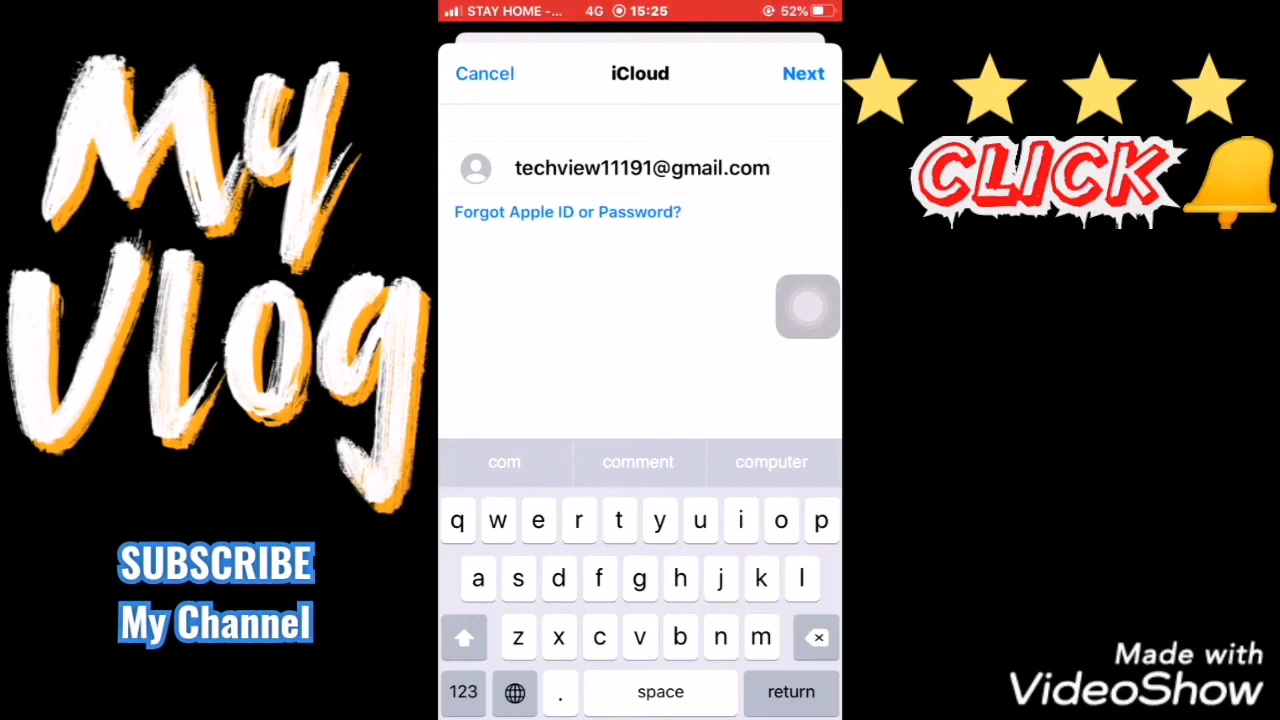 My
Vlog
SUBSCRIBE
My Channel
STAY HOME -... 4G 15:25 52%
Cancel iCloud Next
techview11191@gmail.com
Forgot Apple ID or Password?
com comment computer
q w e r t y u i o p
a s d f g h j k l
z x c v b n m
123 . space return
CLICK
Made with
VideoShow